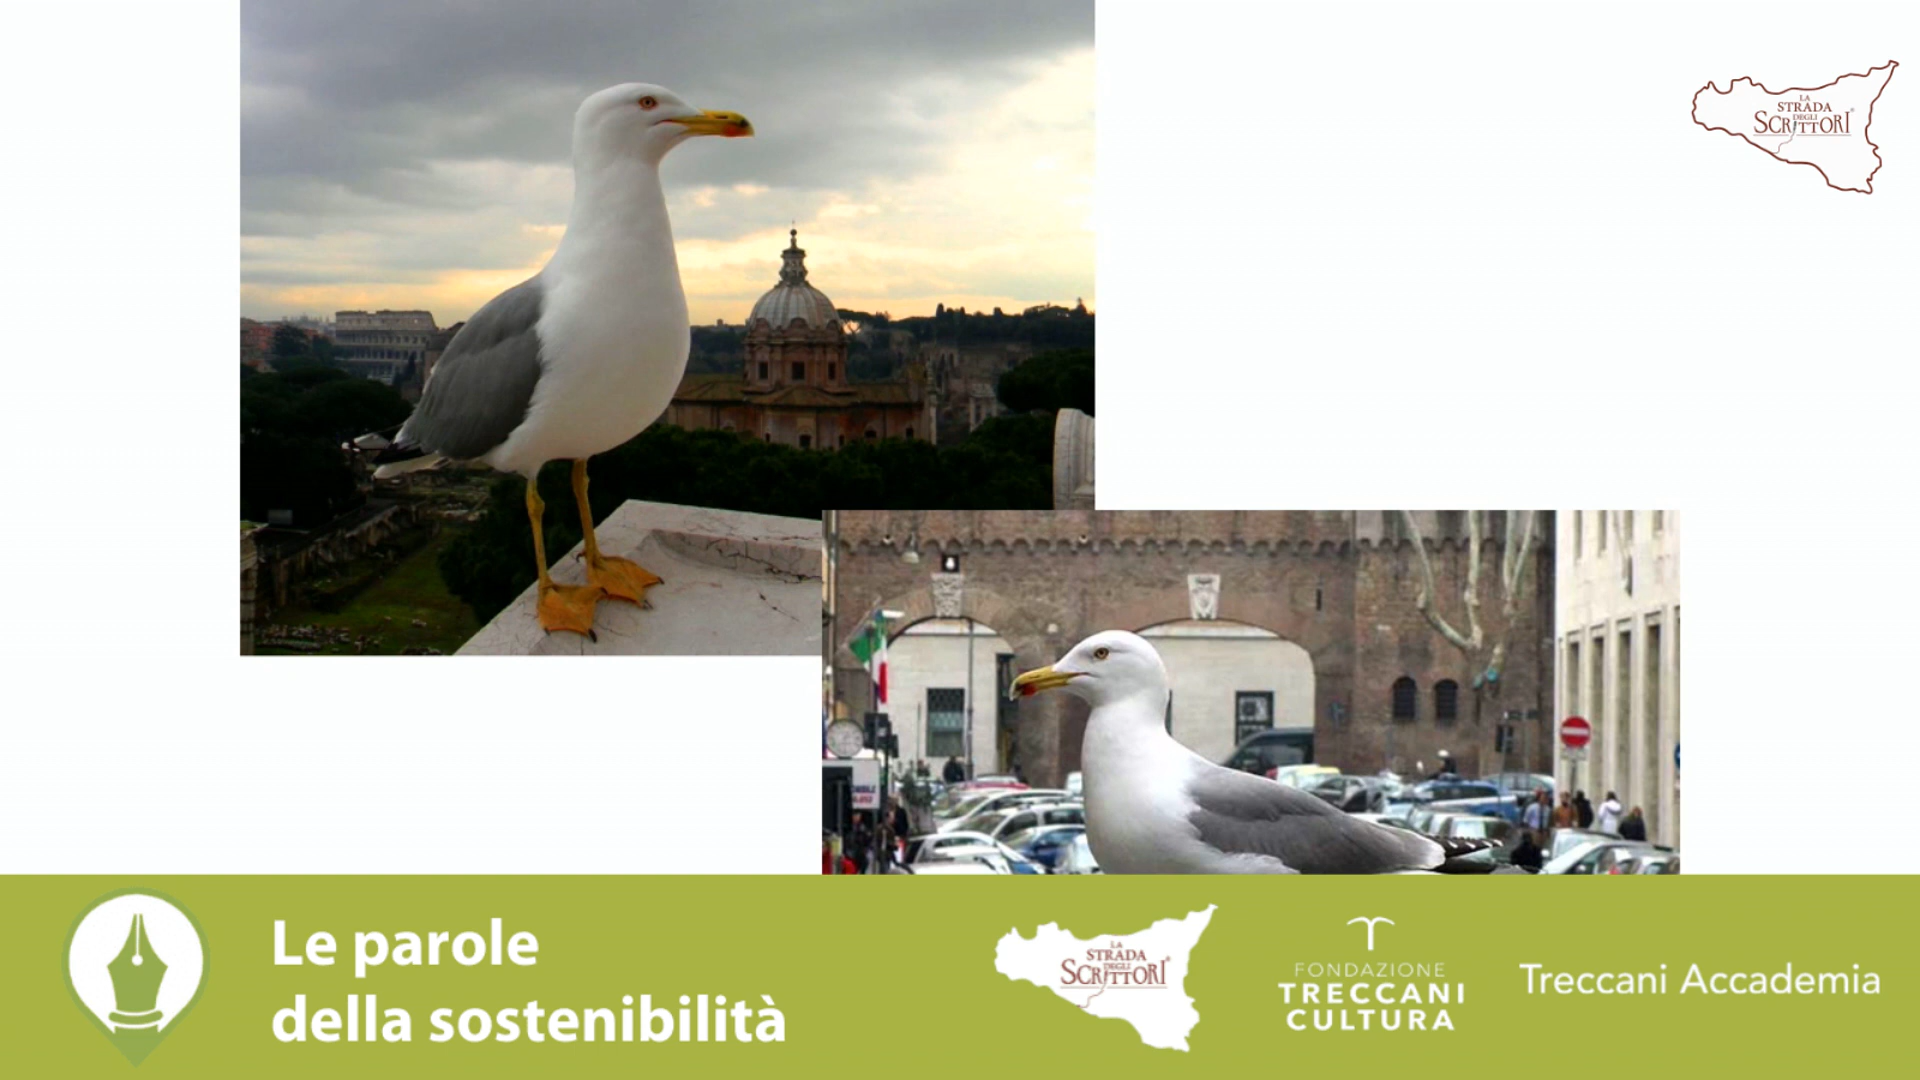 LA
STRADA
DEGLI
SCRITTORI
Le parole
della sostenibilità
LA
STRADA
DEGLI
SCRITTORI
FONDAZIONE
TRECCANI
CULTURA
Treccani Accademia